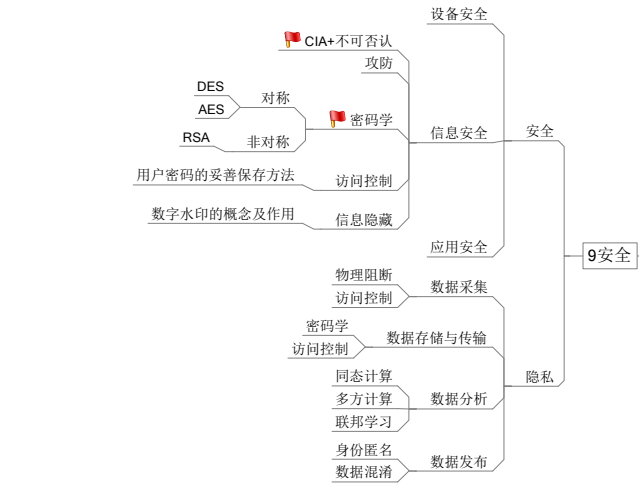 9安全
安全
设备安全
信息安全
CIA+不可否认
攻防
密码学
对称
DES
AES
非对称
RSA
访问控制
用户密码的妥善保存方法
信息隐藏
数字水印的概念及作用
应用安全
隐私
数据采集
物理阻断
访问控制
数据存储与传输
密码学
访问控制
数据分析
同态计算
多方计算
联邦学习
数据发布
身份匿名
数据混淆